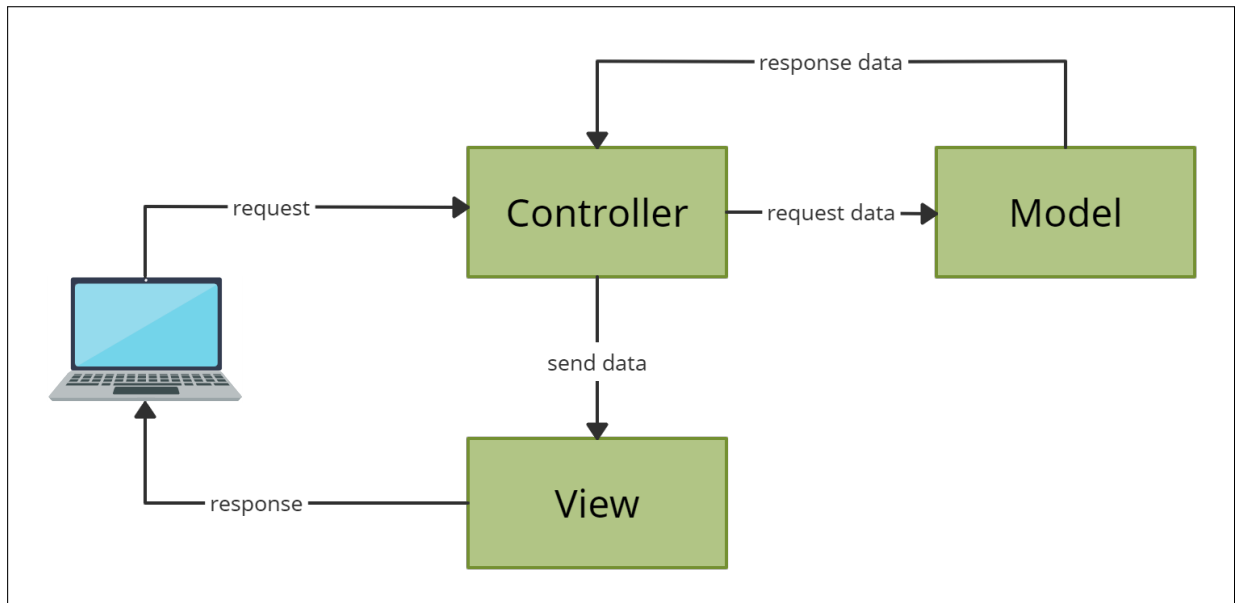 response data
request
Controller
request data
Model
send data
response
View